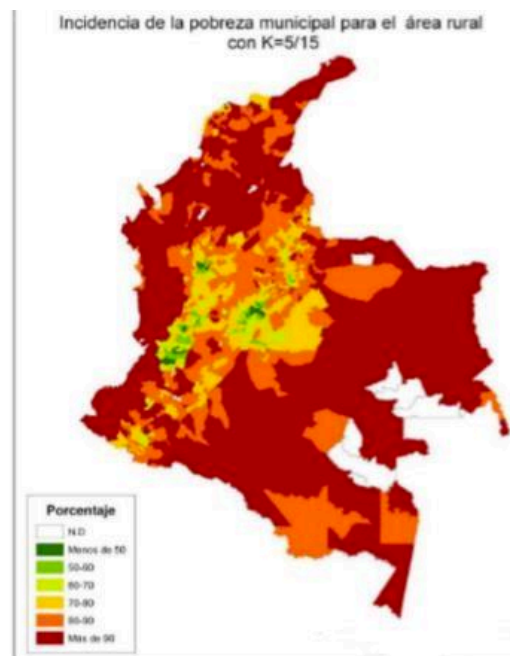 Incidencia de la pobreza municipal para el área rural
con K=5/15
Porcentaje
N.D
Menos de 50
50-60
60-70
70-80
80-90
Más de 90